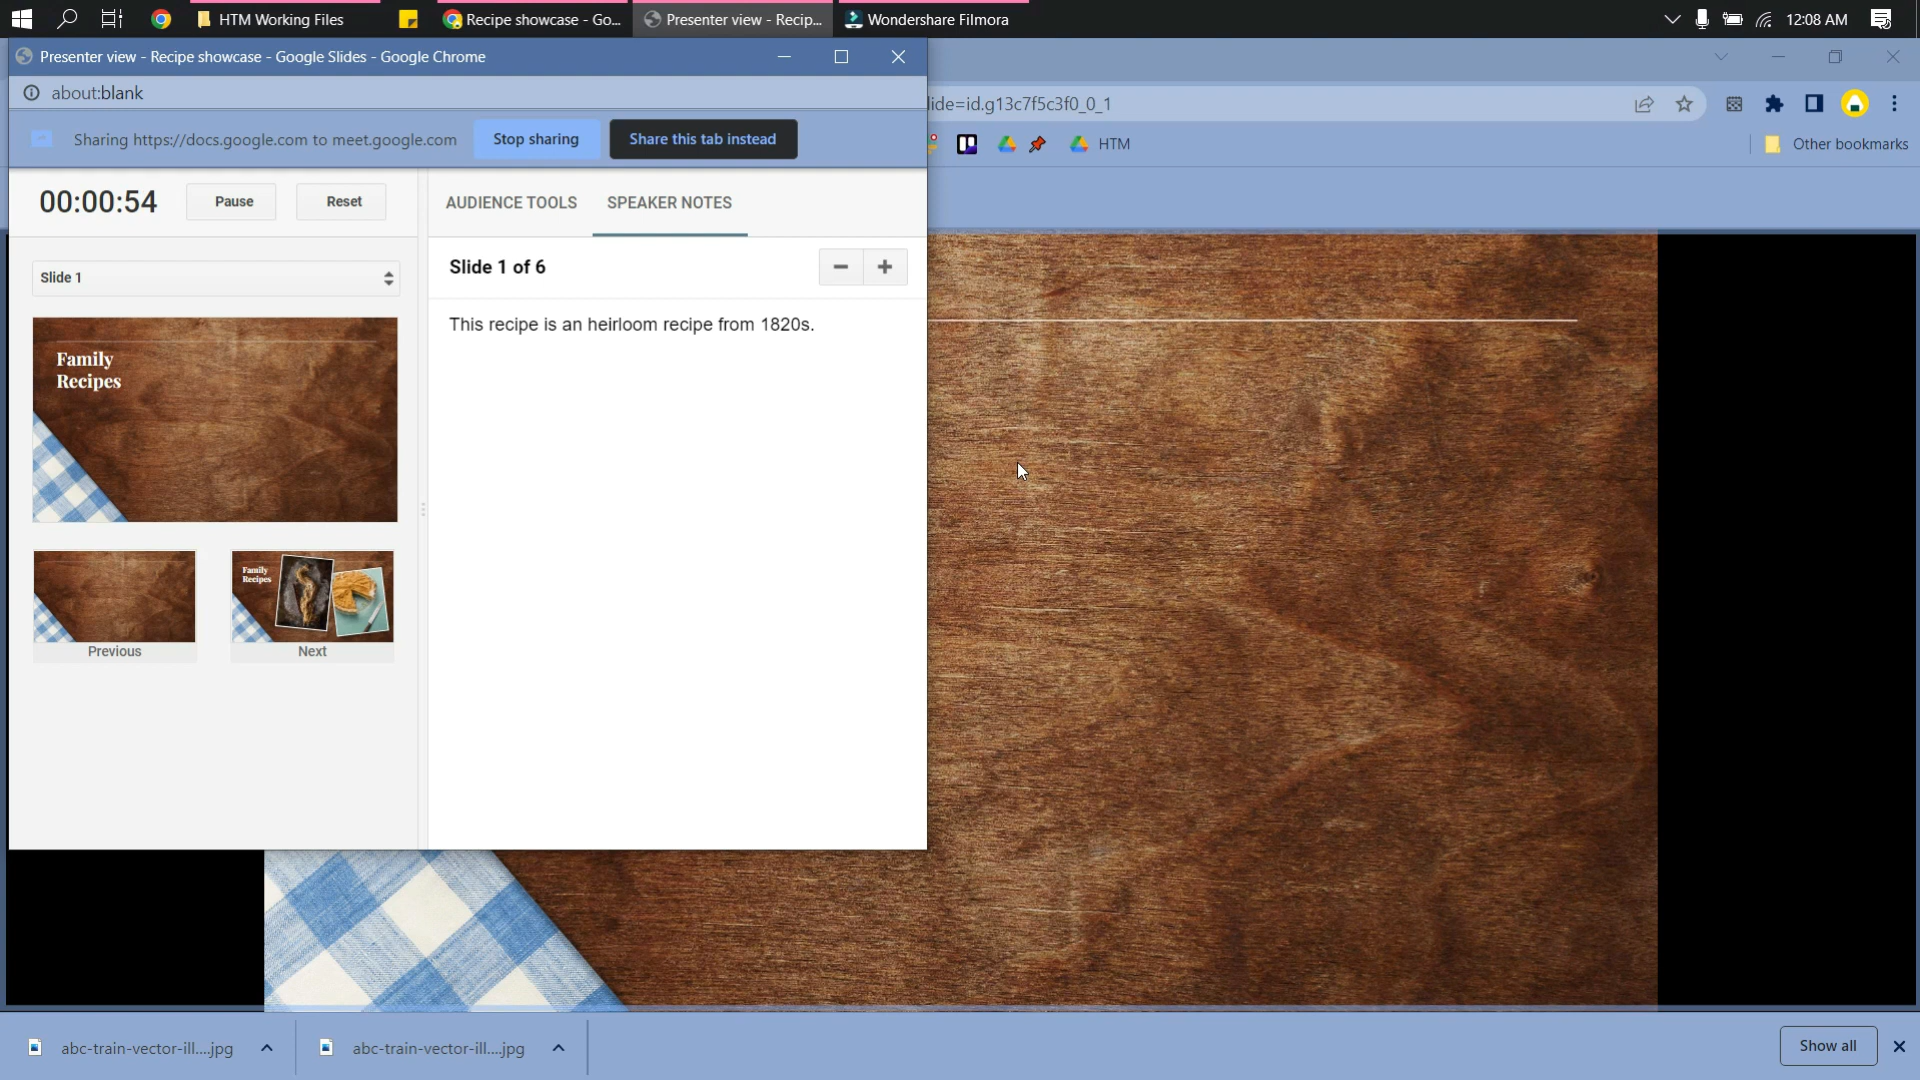 HTM Working Files
Recipe showcase - Go...
Presenter view - Recip...
Wondershare Filmora
12:08 AM
Presenter view - Recipe showcase - Google Slides - Google Chrome
about:blank
lide=id.g13c7f5c3f0_0_1
Sharing https://docs.google.com to meet.google.com
Stop sharing
Share this tab instead
HTM
Other bookmarks
00:00:54
Pause
Reset
AUDIENCE TOOLS
SPEAKER NOTES
Slide 1
Slide 1 of 6
This recipe is an heirloom recipe from 1820s.
Family
Recipes
Family
Recipes
Previous
Next
abc-train-vector-ill....jpg
abc-train-vector-ill....jpg
Show all